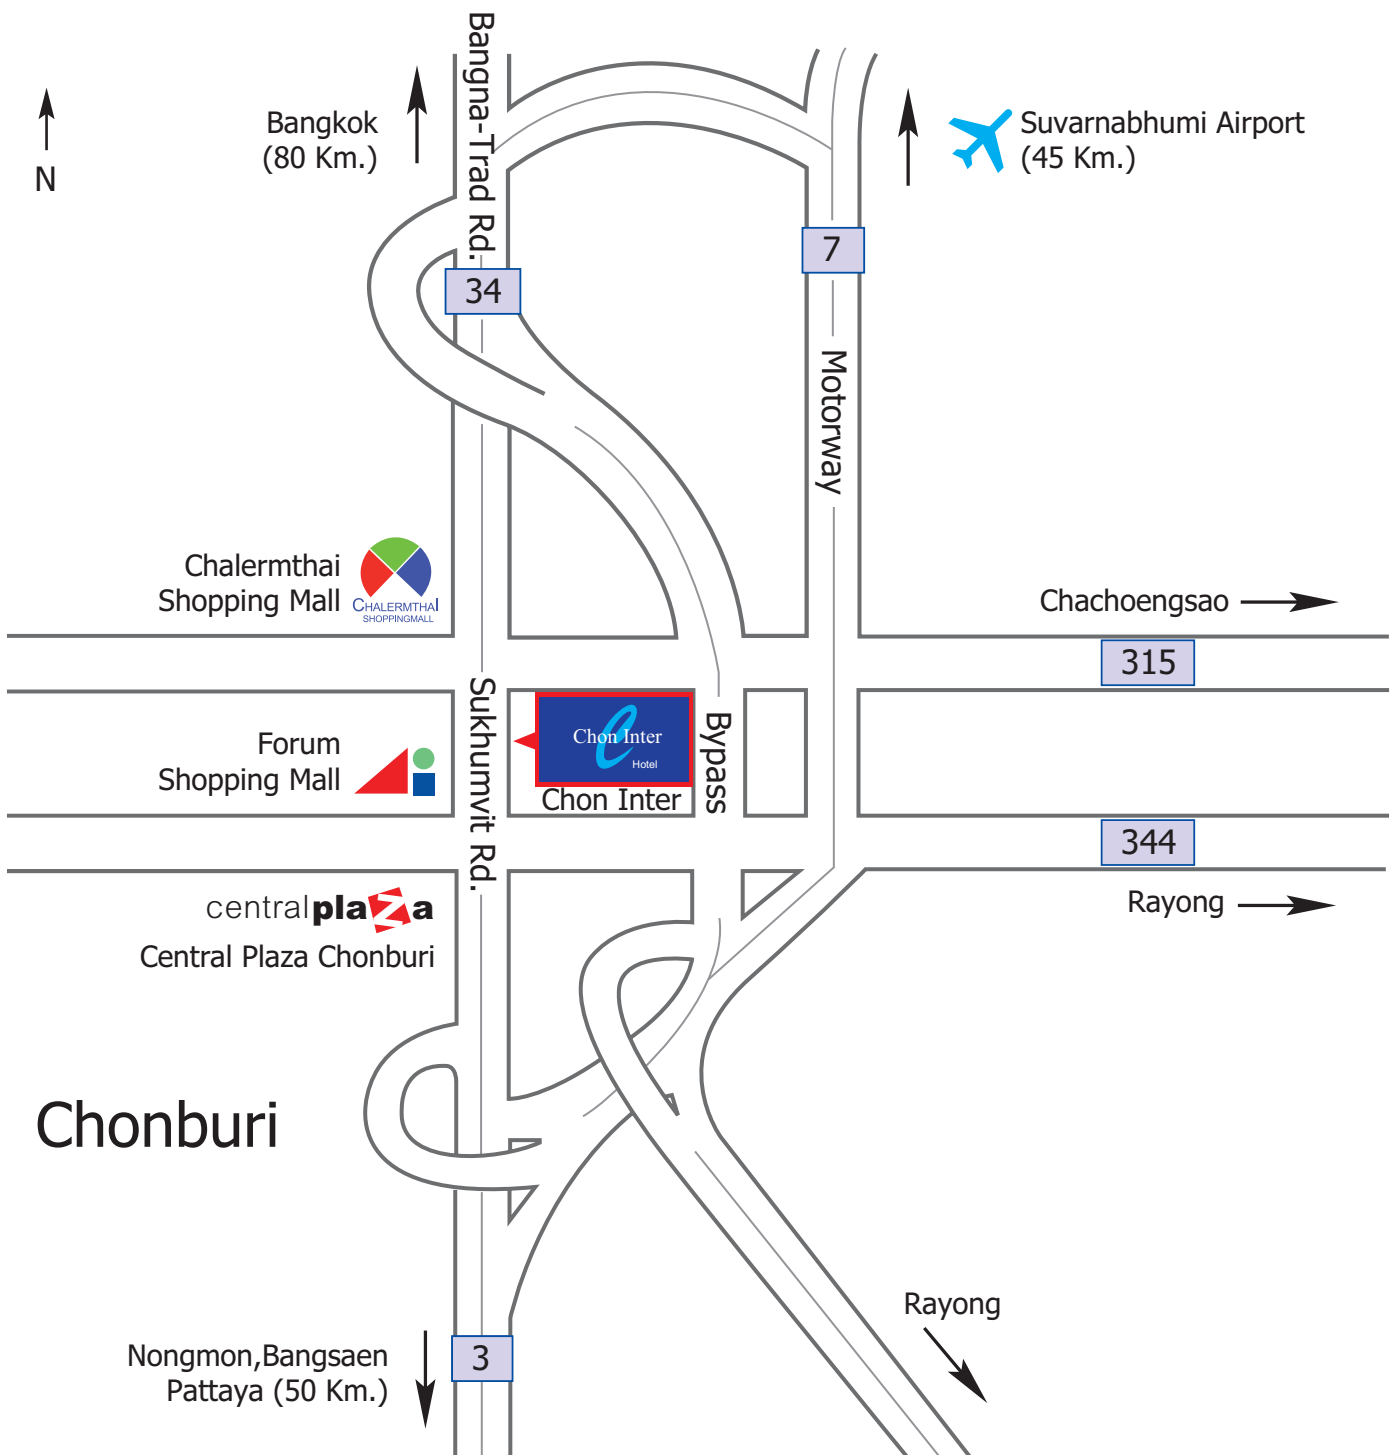 Bangna-Trad Rd.
N
Bangkok
(80 Km.)
Suvarnabhumi Airport
(45 Km.)
7
34
Motorway
Chalermthai
Shopping Mall
CHALERMTHAI
SHOPPINGMALL
Chachoengsao
315
Sukhumvit Rd.
Chon Inter
Hotel
Chon Inter
Bypass
Forum
Shopping Mall
344
Rayong
centralplaza
Central Plaza Chonburi
Chonburi
Rayong
Nongmon,Bangsaen
Pattaya (50 Km.)
3